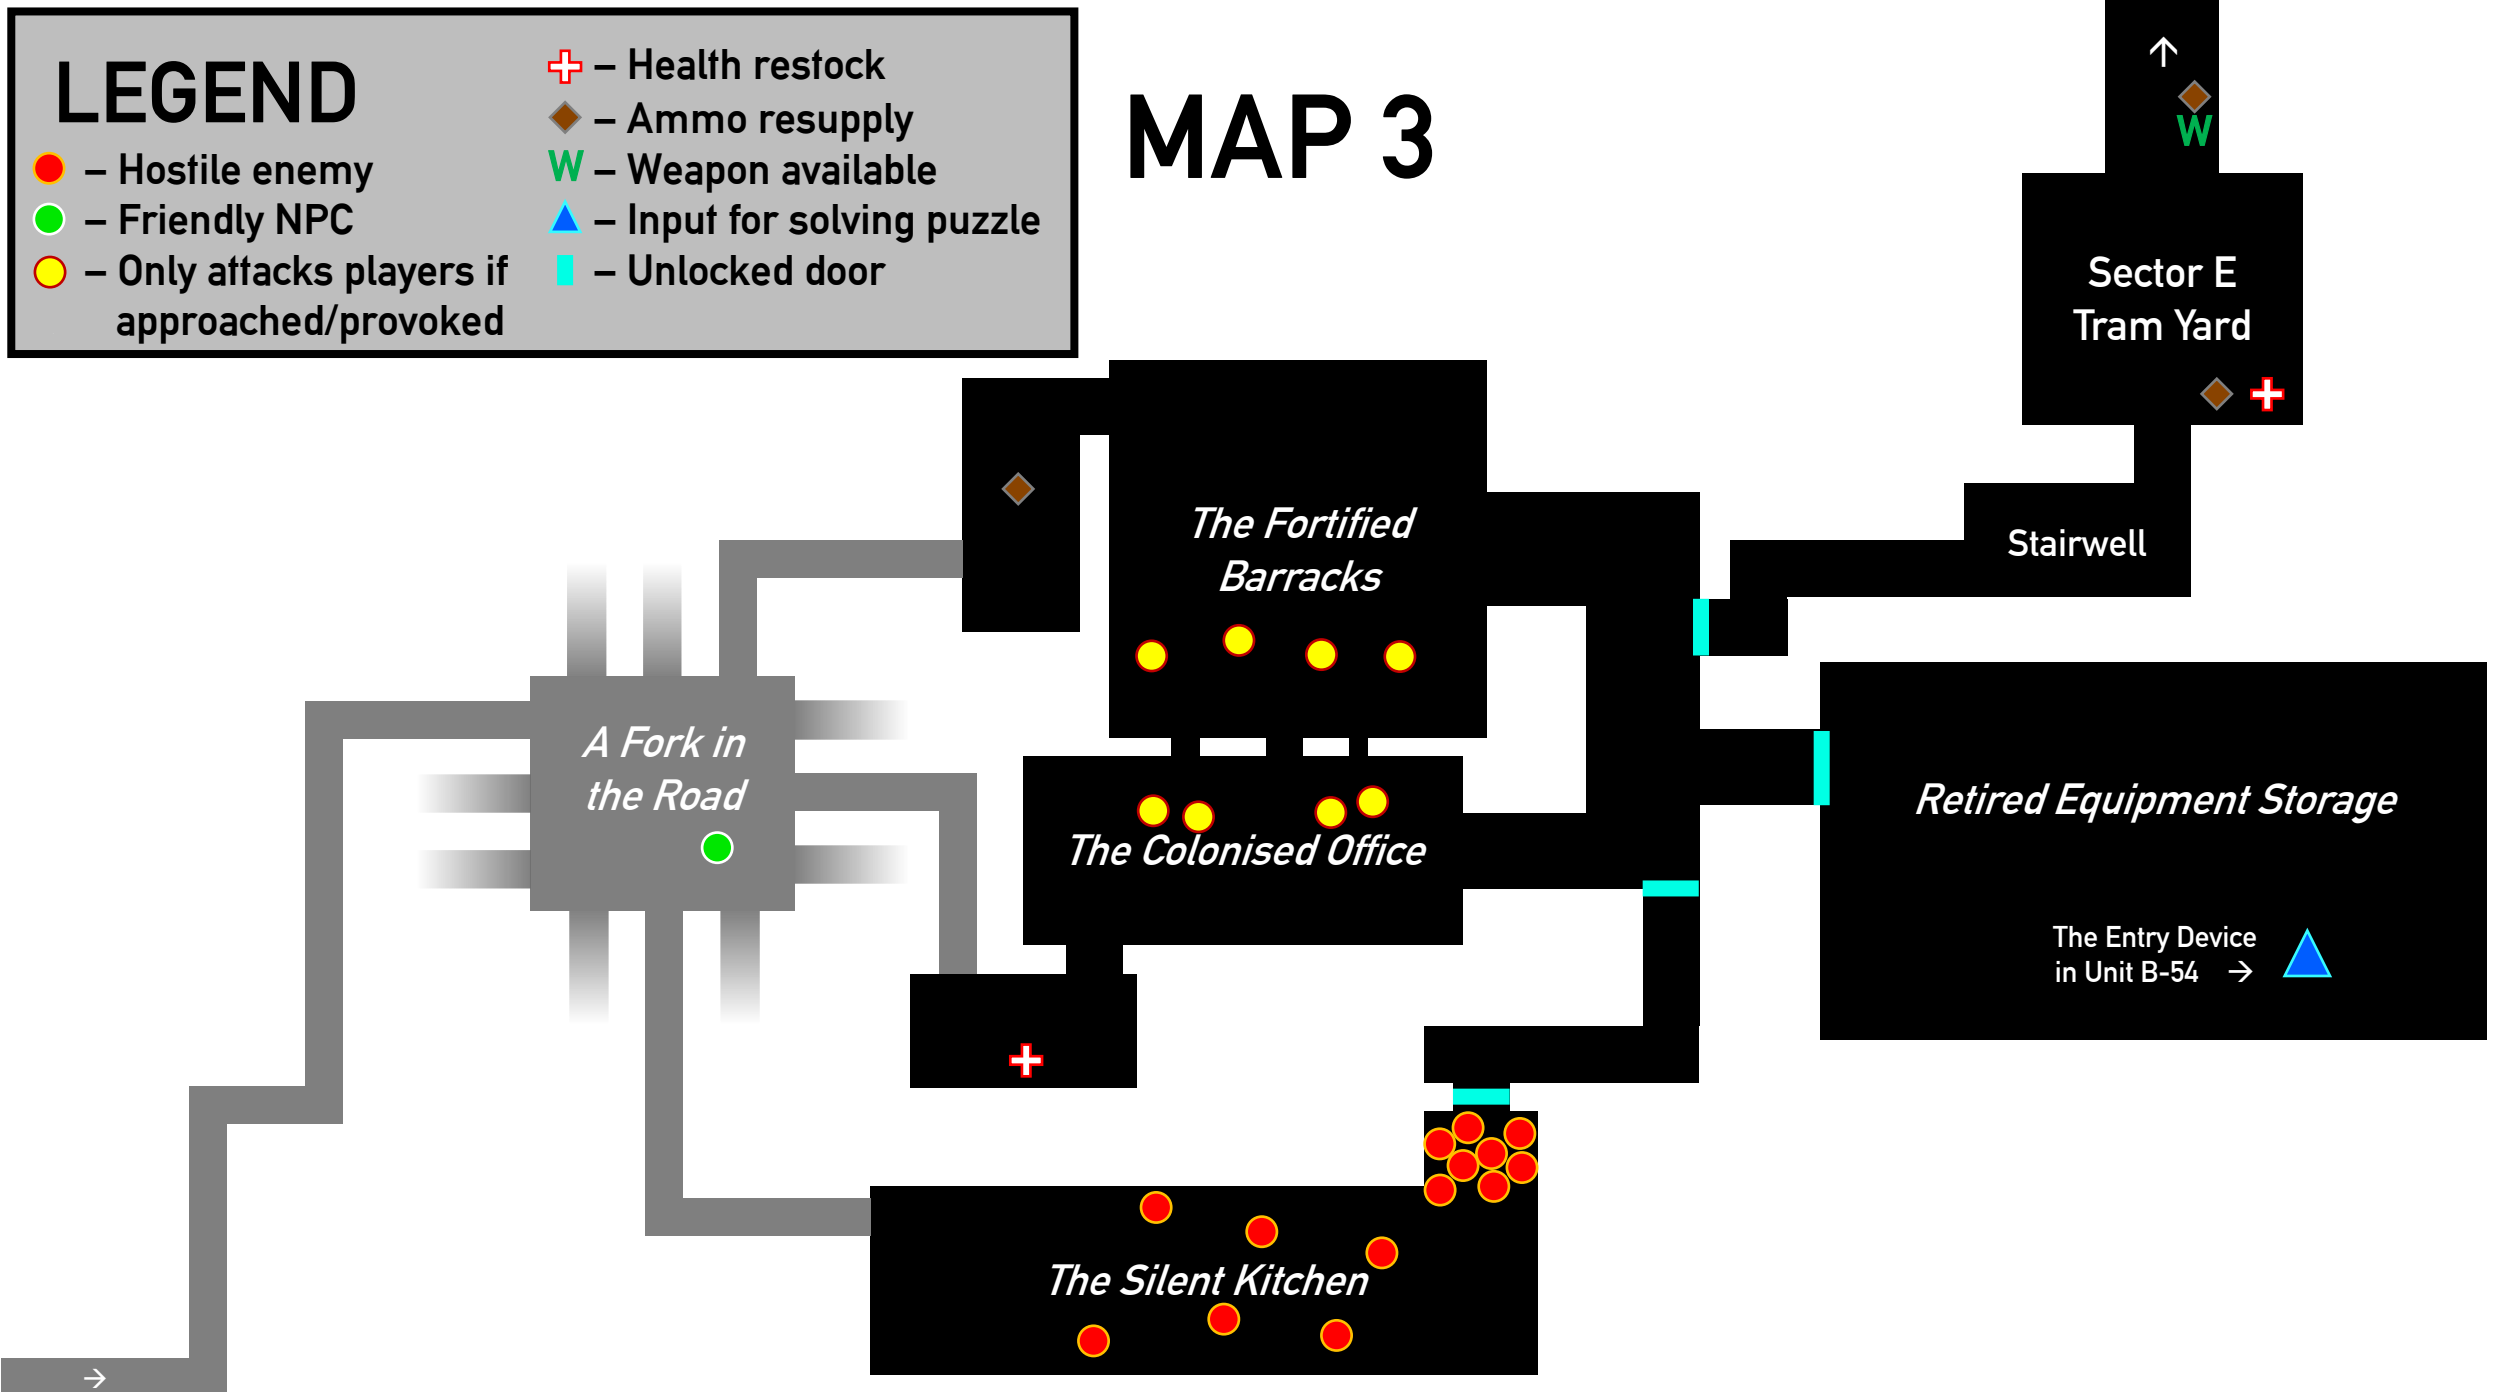 LEGEND
– Hostile enemy
– Friendly NPC
– Only attacks players if
approached/provoked
– Health restock
– Ammo resupply
W – Weapon available
– Input for solving puzzle
– Unlocked door
MAP 3
↑
W
Sector E
Tram Yard
The Fortified
Barracks
Stairwell
A Fork in
the Road
The Colonised Office
Retired Equipment Storage
The Entry Device
in Unit B-54 →
The Silent Kitchen
→